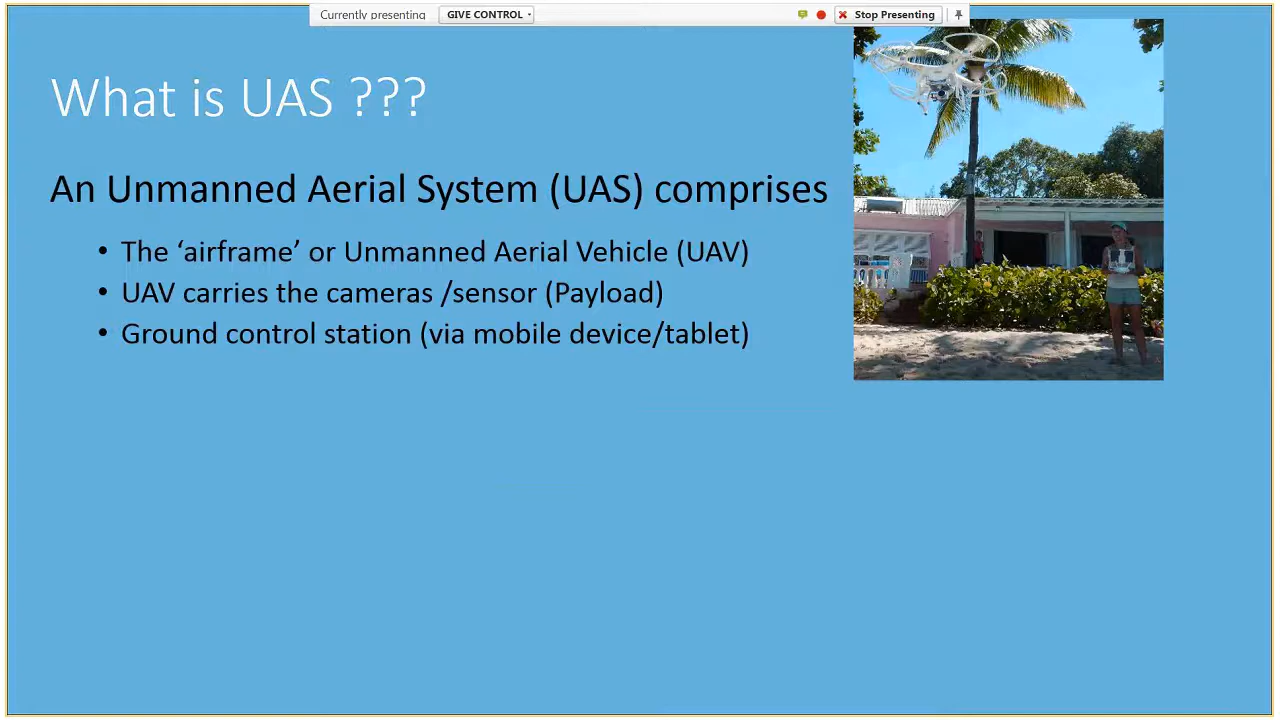 Currently presenting GIVE CONTROL Stop Presenting
What is UAS ???
An Unmanned Aerial System (UAS) comprises
• The ‘airframe’ or Unmanned Aerial Vehicle (UAV)
• UAV carries the cameras /sensor (Payload)
• Ground control station (via mobile device/tablet)